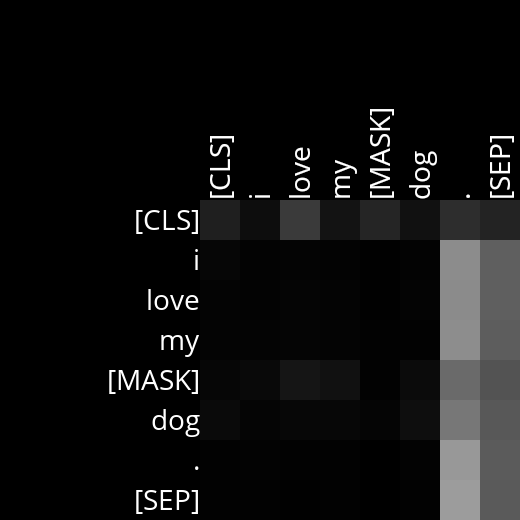 [CLS] i love my [MASK] dog . [SEP]
[CLS]
i
love
my
[MASK]
dog
.
[SEP]